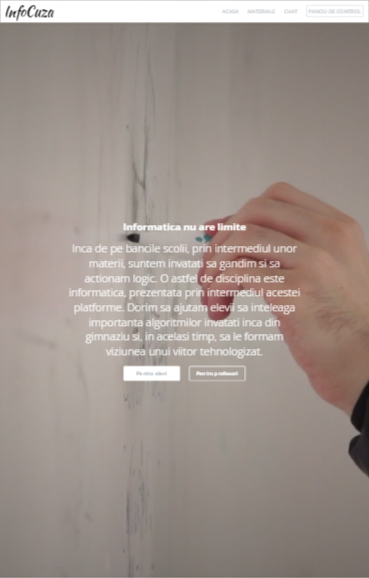 InfoCuza
ACASA MATERIALE CHAT PANOU DE CONTROL
Informatica nu are limite
Inca de pe bancile scolii, prin intermediul unor
materii, suntem invatati sa gandim si sa
actionam logic. O astfel de disciplina este
informatica, prezentata prin intermediul acestei
platforme. Dorim sa ajutam elevii sa inteleaga
importanta algoritmilor invatati inca din
gimnaziu si, in acelasi timp, sa le formam
viziunea unui viitor tehnologizat.
Pentru elevi Pentru profesori